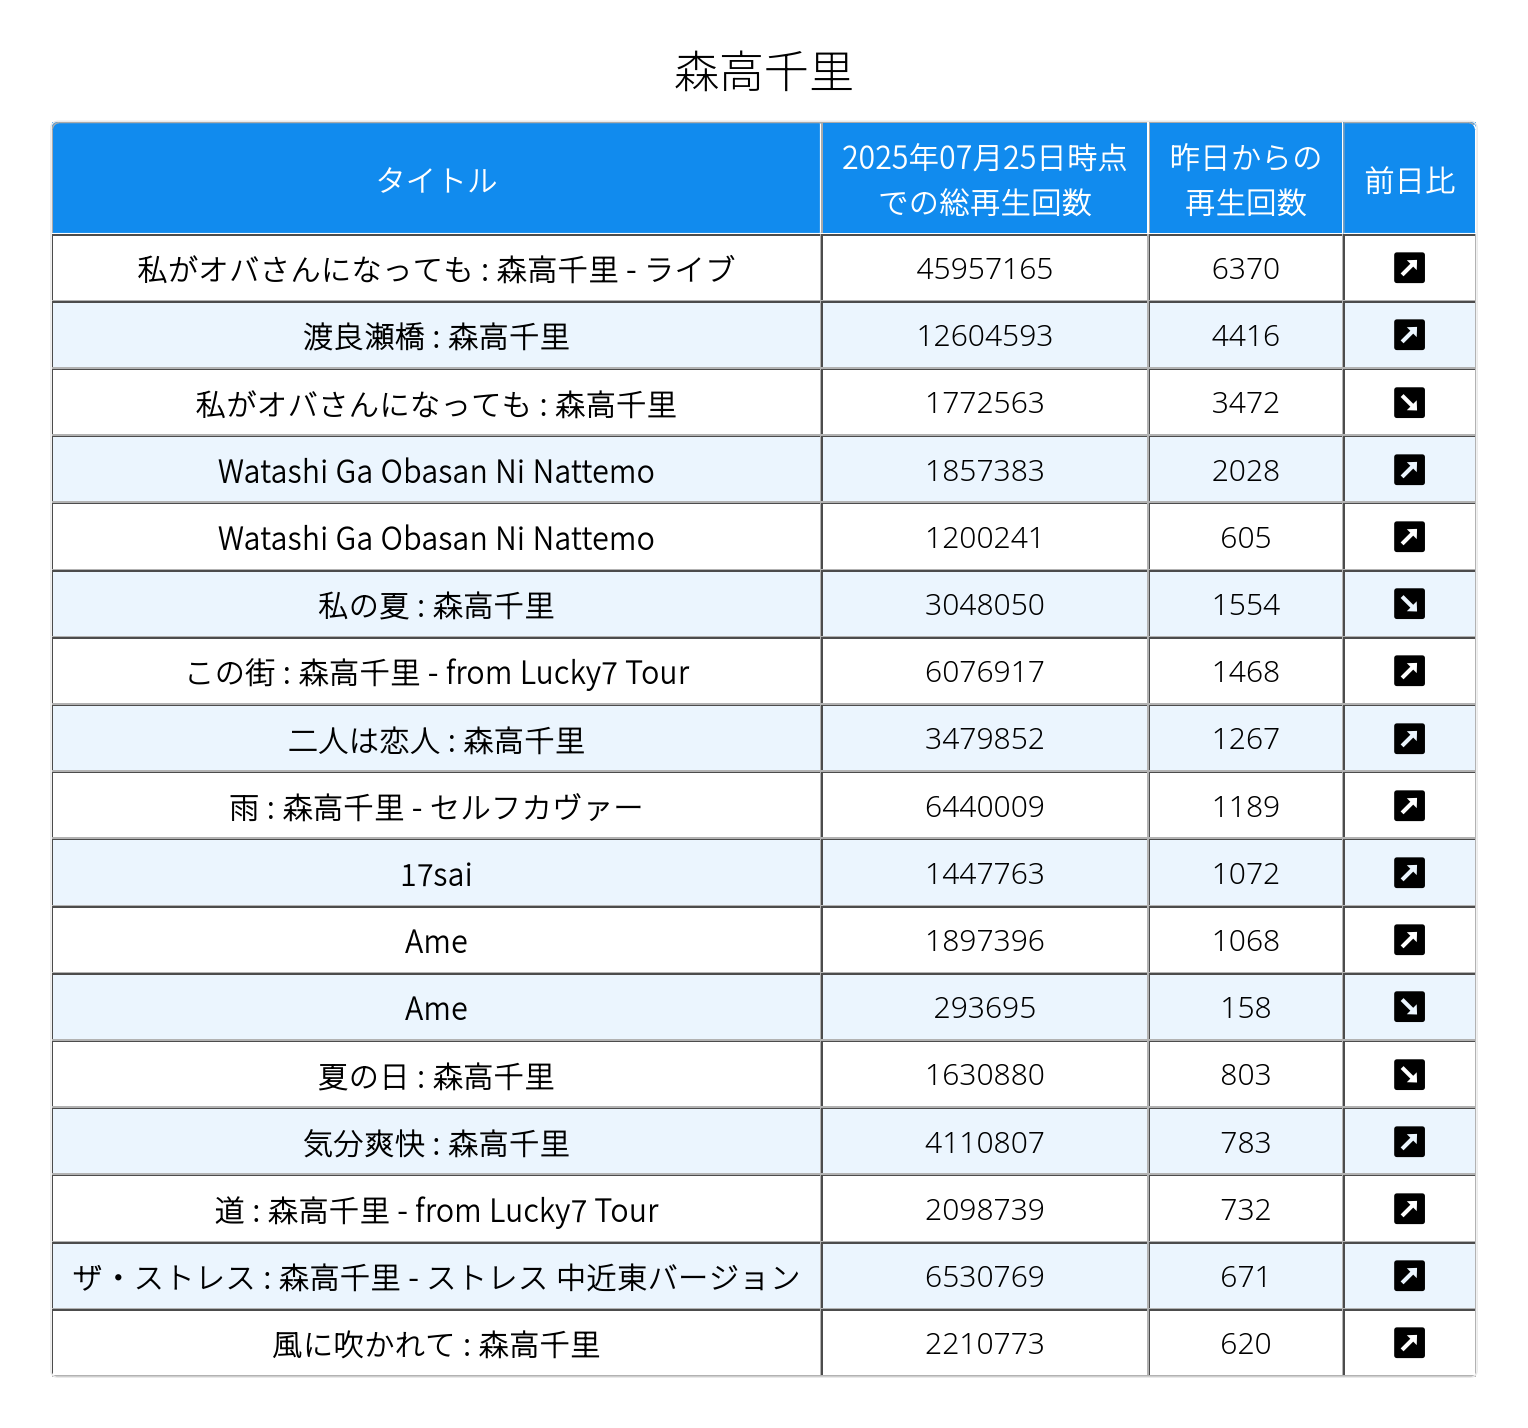 森高千里
タイトル 2025年07月25日時点での総再生回数 昨日からの再生回数 前日比
私がオバさんになっても : 森高千里 - ライブ 45957165 6370 ↗
渡良瀬橋 : 森高千里 12604593 4416 ↗
私がオバさんになっても : 森高千里 1772563 3472 ↘
Watashi Ga Obasan Ni Nattemo 1857383 2028 ↗
Watashi Ga Obasan Ni Nattemo 1200241 605 ↗
私の夏 : 森高千里 3048050 1554 ↘
この街 : 森高千里 - from Lucky7 Tour 6076917 1468 ↗
二人は恋人 : 森高千里 3479852 1267 ↗
雨 : 森高千里 - セルフカヴァー 6440009 1189 ↗
17sai 1447763 1072 ↗
Ame 1897396 1068 ↗
Ame 293695 158 ↘
夏の日 : 森高千里 1630880 803 ↘
気分爽快 : 森高千里 4110807 783 ↗
道 : 森高千里 - from Lucky7 Tour 2098739 732 ↗
ザ・ストレス : 森高千里 - ストレス 中近東バージョン 6530769 671 ↗
風に吹かれて : 森高千里 2210773 620 ↗